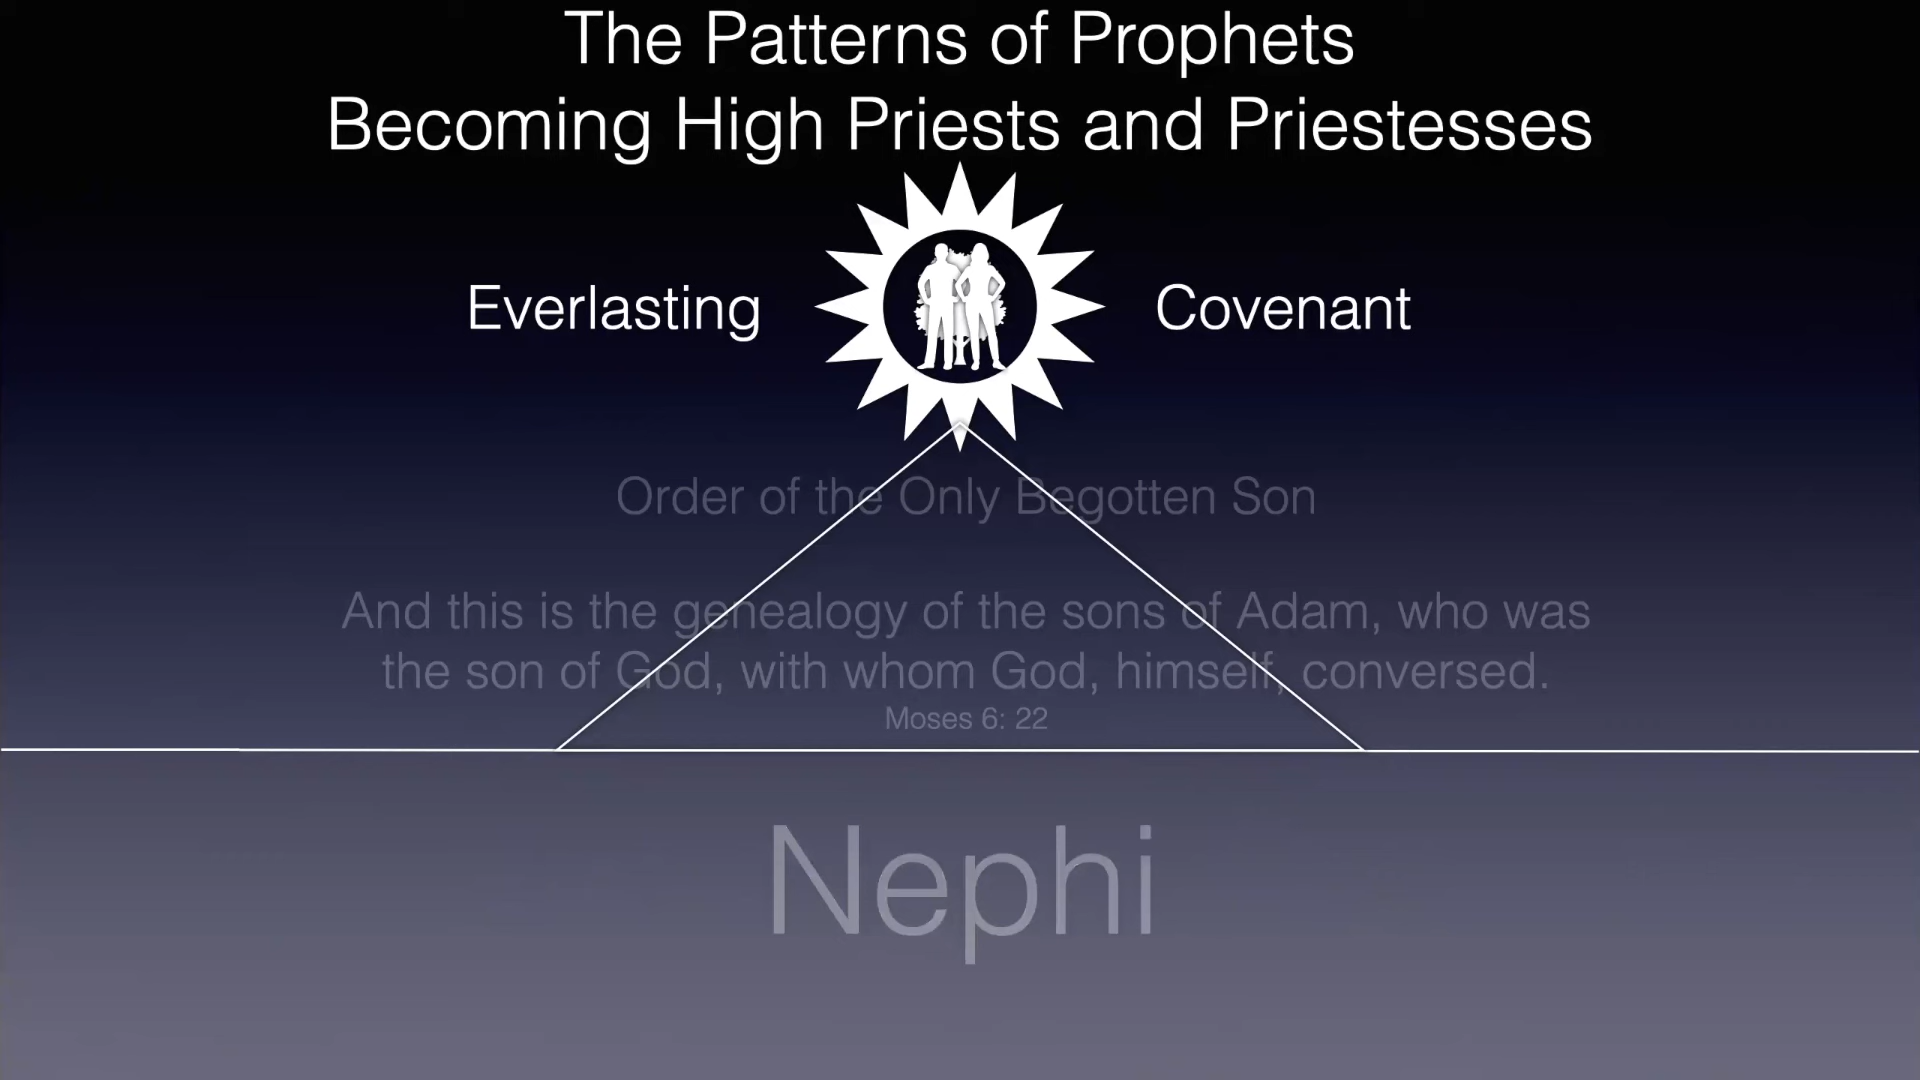 The Patterns of Prophets
Becoming High Priests and Priestesses
Everlasting Covenant
Order of the Only Begotten Son
And this is the genealogy of the sons of Adam, who was
the son of God, with whom God, himself, conversed.
Moses 6: 22
Nephi